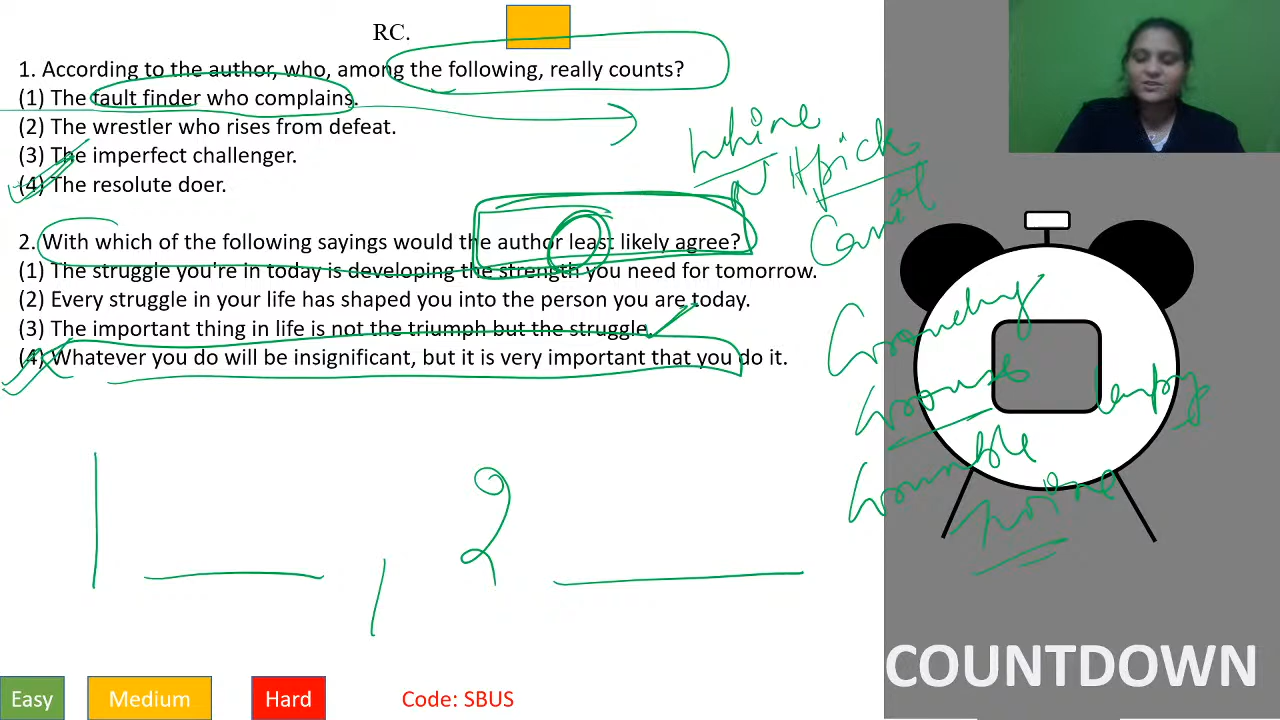 RC.
1. According to the author, who, among the following, really counts?
(1) The fault finder who complains.
(2) The wrestler who rises from defeat.
(3) The imperfect challenger.
(4) The resolute doer.
2. With which of the following sayings would the author least likely agree?
(1) The struggle you're in today is developing the strength you need for tomorrow.
(2) Every struggle in your life has shaped you into the person you are today.
(3) The important thing in life is not the triumph but the struggle.
(4) Whatever you do will be insignificant, but it is very important that you do it.
whine
Grumble
1 , 2
COUNTDOWN
Easy
Medium
Hard
Code: SBUS